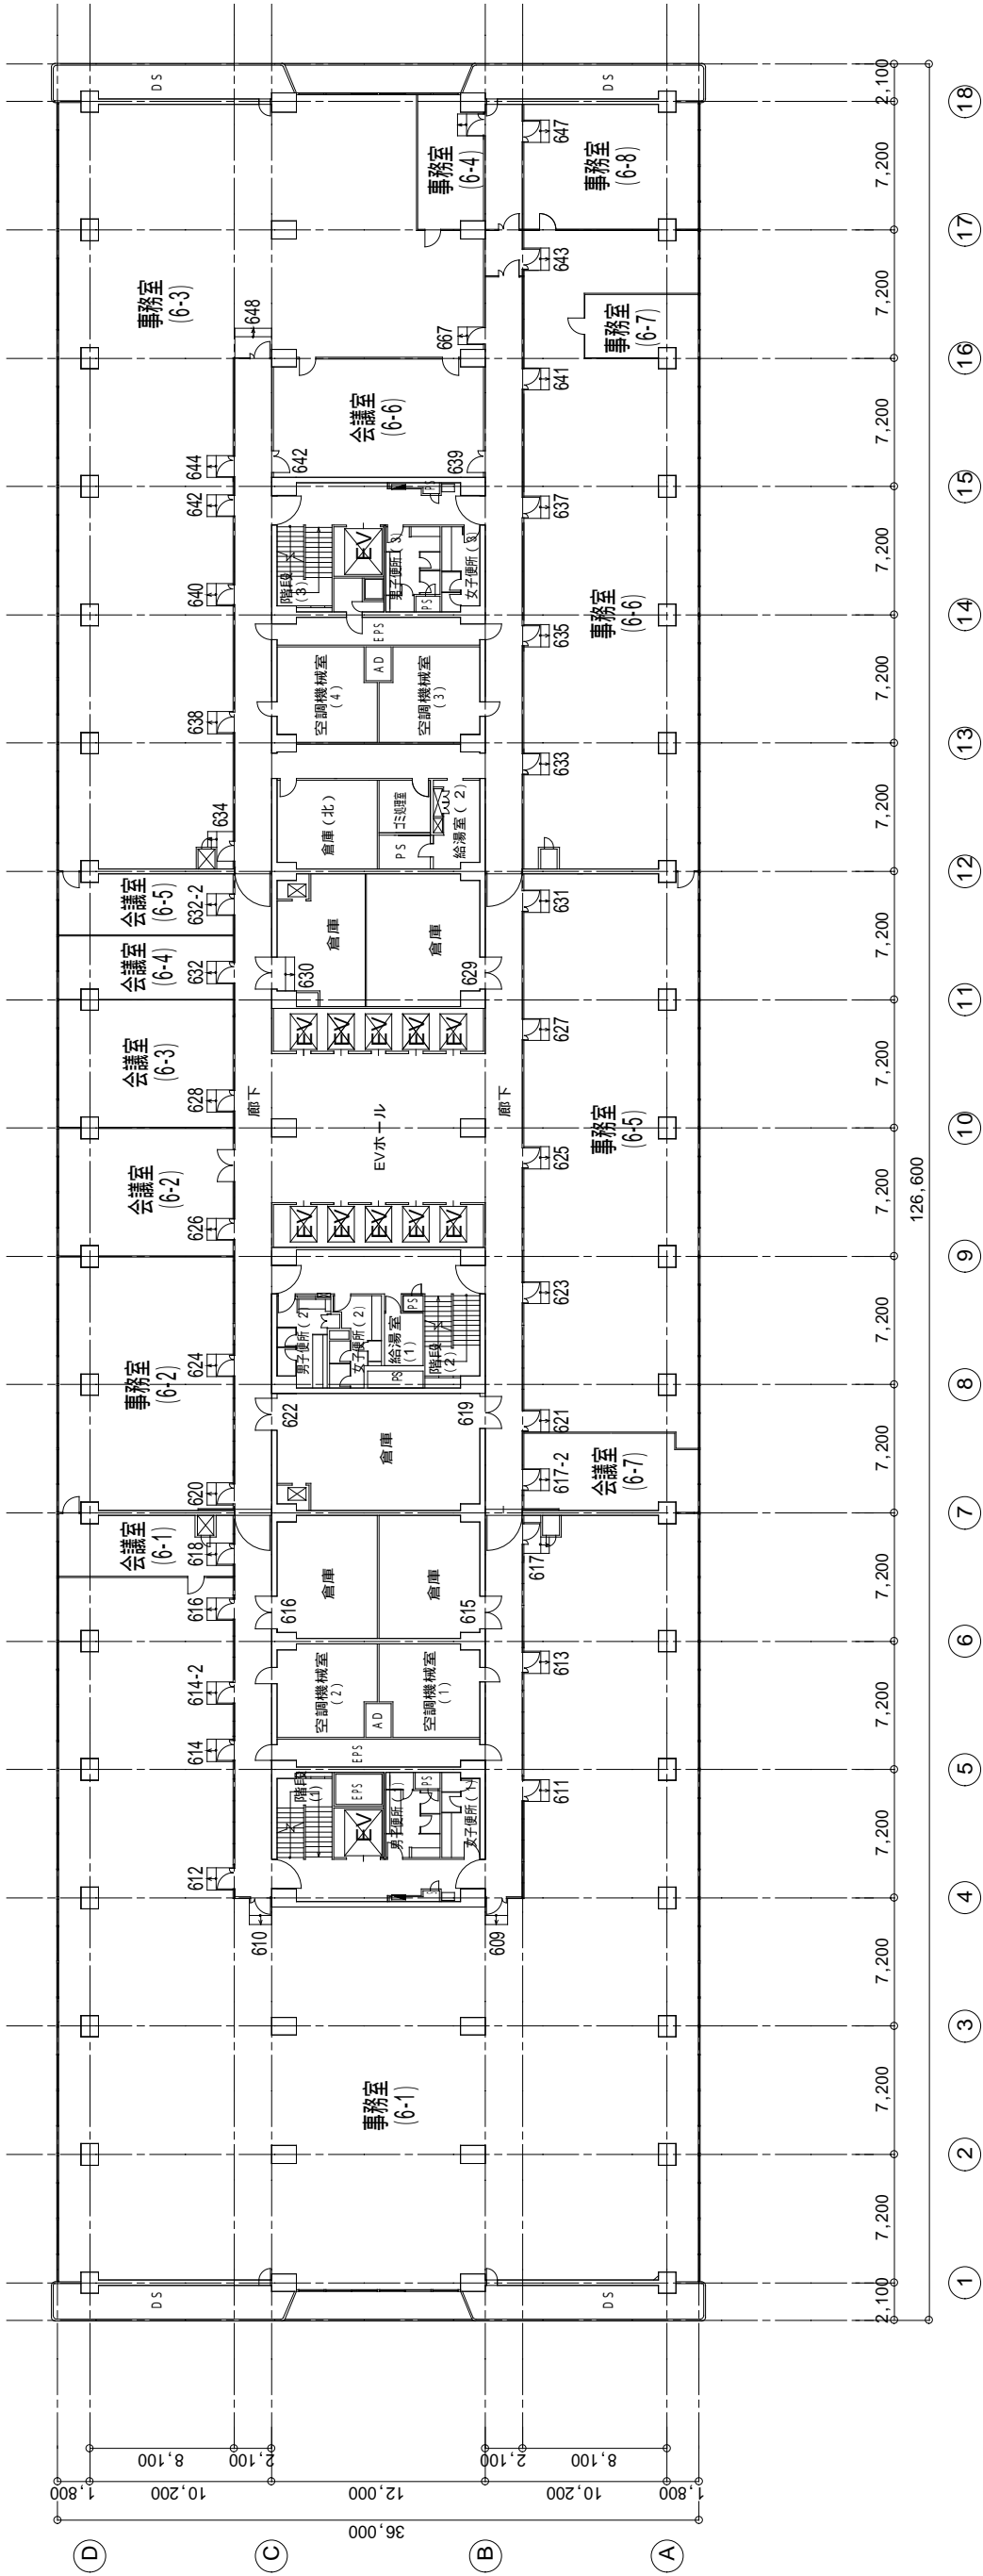 DS
DS
2,100
18
647
事務室
(6-4)
事務室
(6-8)
7,200
17
643
事務室
(6-3)
648
667
事務室
(6-7)
7,200
16
641
会議室
(6-6)
7,200
644
642
639
15
642
637
EV
PS
階段
(3)
男子便所(3)
女子便所(3)
7,200
640
PS
14
事務室
(6-6)
635
EPS
AD
空調機械室
(4)
空調機械室
(3)
7,200
638
13
633
倉庫(北)
ゴミ処理室
PS
給湯室(2)
7,200
634
12
会議室
(6-5)
632-2
631
倉庫
倉庫
7,200
会議室
(6-4)
632
630
629
11
627
EV
EV
EV
EV
EV
会議室
(6-3)
628
廊下
廊下
7,200
EVホール
事務室
(6-5)
10
625
会議室
(6-2)
626
7,200
126,600
EV
EV
EV
EV
EV
9
623
男子便所(2)
女子便所(2)
給湯室
(1)
PS
階段
(2)
PS
7,200
事務室
(6-2)
624
8
622
619
621
倉庫
会議室
(6-7)
617-2
7,200
620
7
会議室
(6-1)
618
617
倉庫
倉庫
7,200
616
616
615
6
613
614-2
空調機械室
(2)
空調機械室
(1)
AD
7,200
614
EPS
5
611
階段
(1)
EPS
EV
男子便所(1)
PS
女子便所(1)
7,200
612
4
610
609
7,200
3
事務室
(6-1)
7,200
2
7,200
DS
DS
1
2,100
8,100
2,100
2,100
8,100
1,800
10,200
12,000
10,200
1,800
36,000
D
C
B
A